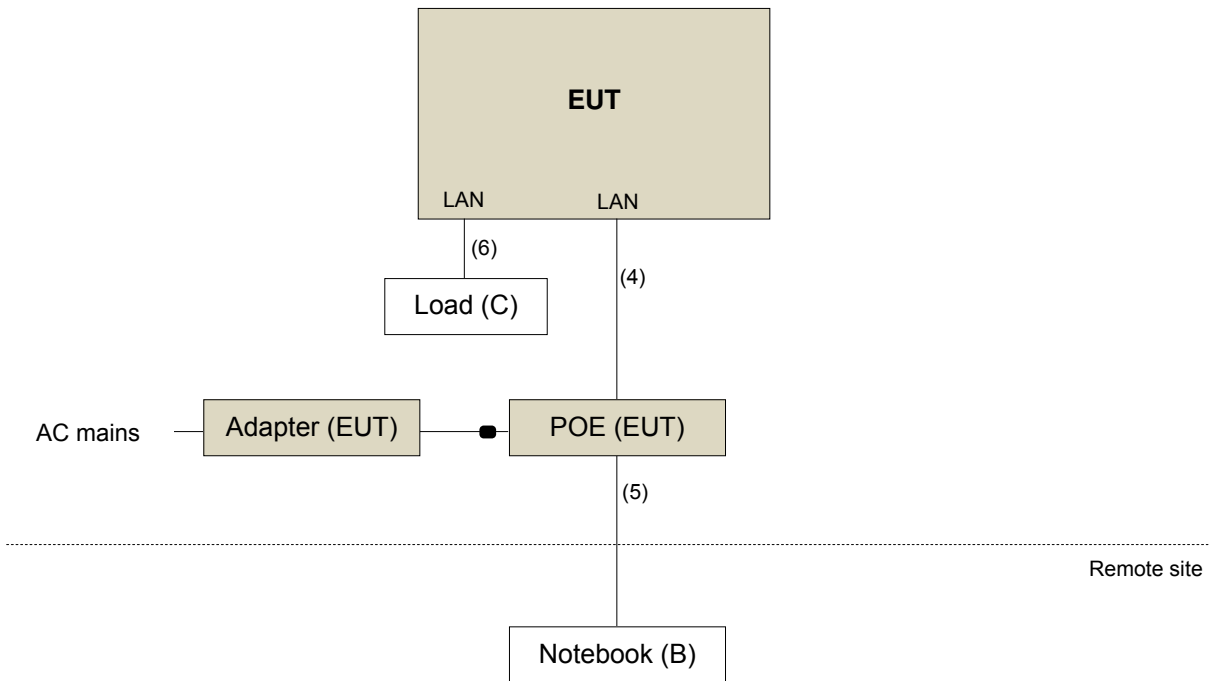 EUT
LAN LAN
(6)
(4)
Load (C)
AC mains Adapter (EUT) POE (EUT)
(5)
Remote site
Notebook (B)